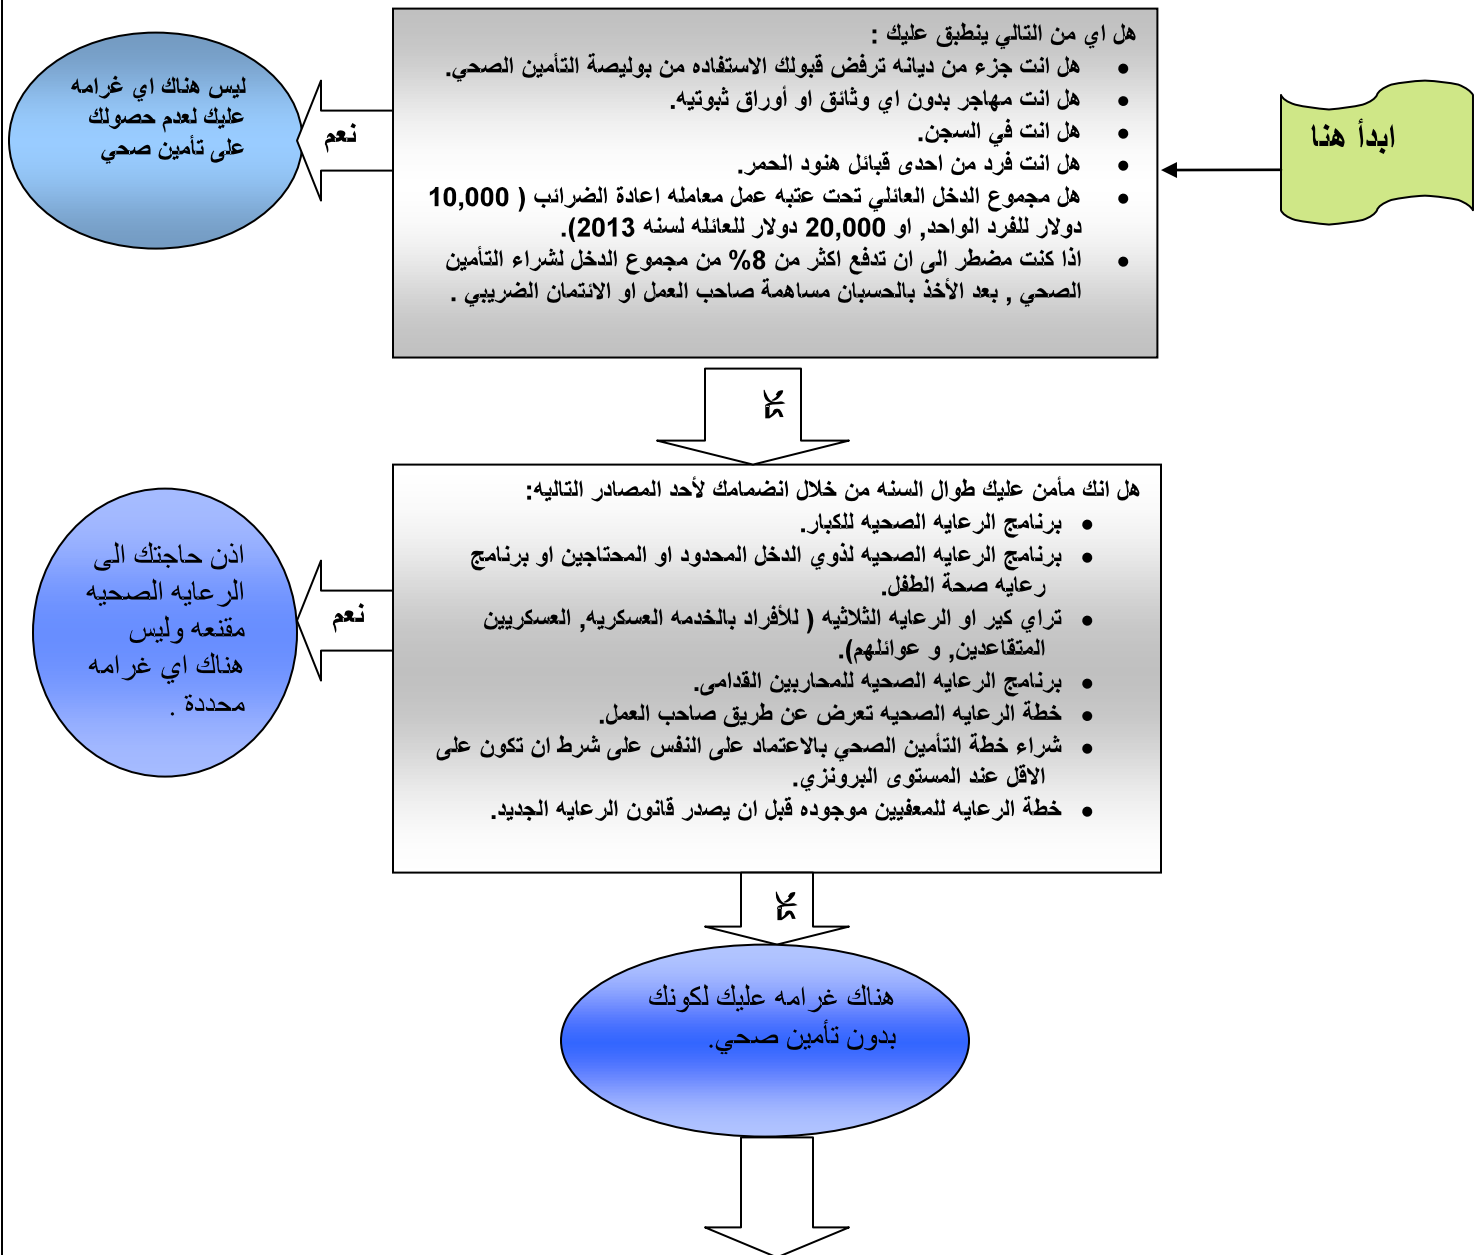 ابدأ هنا
هل اي من التالي ينطبق عليك :
• هل انت جزء من ديانه ترفض قبولك الاستفاده من بوليصة التأمين الصحي.
• هل انت مهاجر بدون اي وثائق او أوراق ثبوتيه.
• هل انت في السجن.
• هل انت فرد من احدى قبائل هنود الحمر.
• هل مجموع الدخل العائلي تحت عتبه عمل معامله اعادة الضرائب ( 10,000
دولار للفرد الواحد, او 20,000 دولار للعائله لسنه 2013).
• اذا كنت مضطر الى ان تدفع اكثر من 8% من مجموع الدخل لشراء التأمين
الصحي , بعد الأخذ بالحسبان مساهمة صاحب العمل او الائتمان الضريبي .
نعم
ليس هناك اي غرامه
عليك لعدم حصولك
على تأمين صحي
كلا
هل انك مأمن عليك طوال السنه من خلال انضمامك لأحد المصادر التاليه:
• برنامج الرعايه الصحيه للكبار.
• برنامج الرعايه الصحيه لذوي الدخل المحدود او المحتاجين او برنامج
رعايه صحة الطفل.
• تراي كير او الرعايه الثلاثيه ( للأفراد بالخدمه العسكريه, العسكريين
المتقاعدين, و عوائلهم).
• برنامج الرعايه الصحيه للمحاربين القدامى.
• خطة الرعايه الصحيه تعرض عن طريق صاحب العمل.
• شراء خطة التأمين الصحي بالاعتماد على النفس على شرط ان تكون على
الاقل عند المستوى البرونزي.
• خطة الرعايه للمعفيين موجوده قبل ان يصدر قانون الرعايه الجديد.
نعم
اذن حاجتك الى
الرعايه الصحيه
مقنعه وليس
هناك اي غرامه
محددة .
كلا
هناك غرامه عليك لكونك
بدون تأمين صحي.